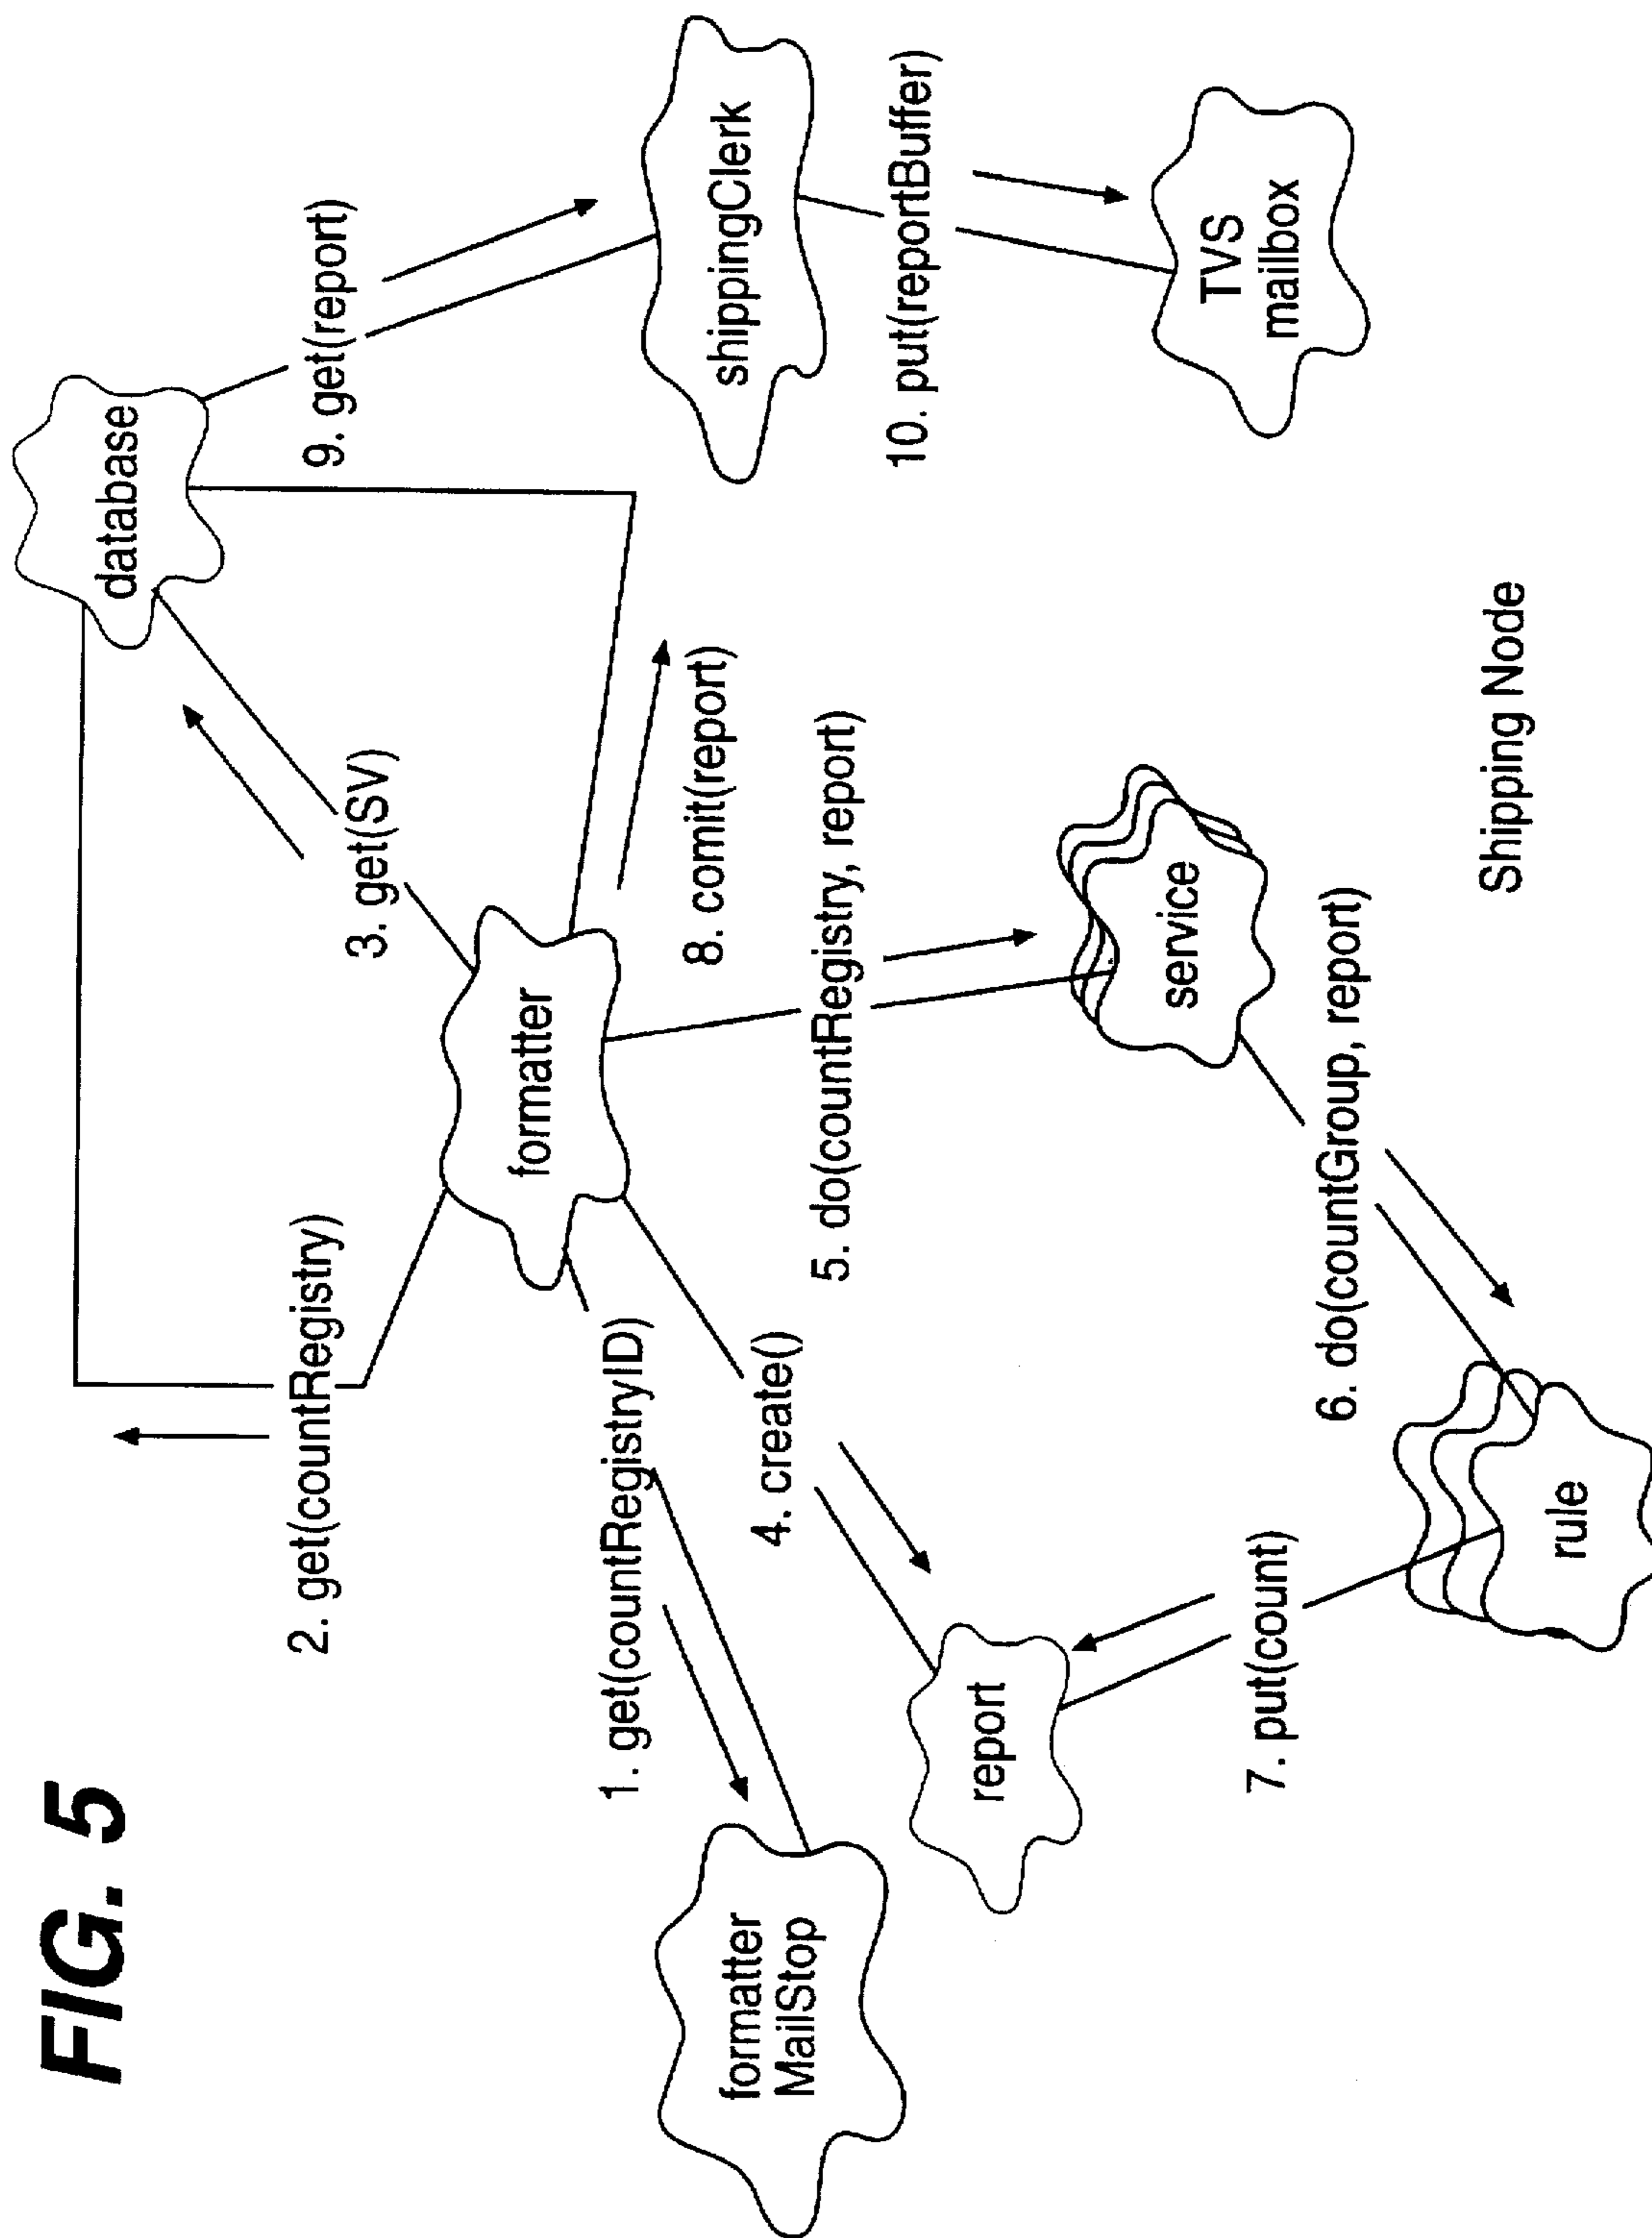 FIG. 5
2. get(countRegistry)
database
9. get(report)
3. get(SV)
formatter
1. get(countRegistryID)
formatter
MailStop
4. create()
8. comit(report)
shippingClerk
5. do(countRegistry, report)
10. put(reportBuffer)
report
service
TVS
mailbox
7. put(count)
6. do(countGroup, report)
rule
Shipping Node